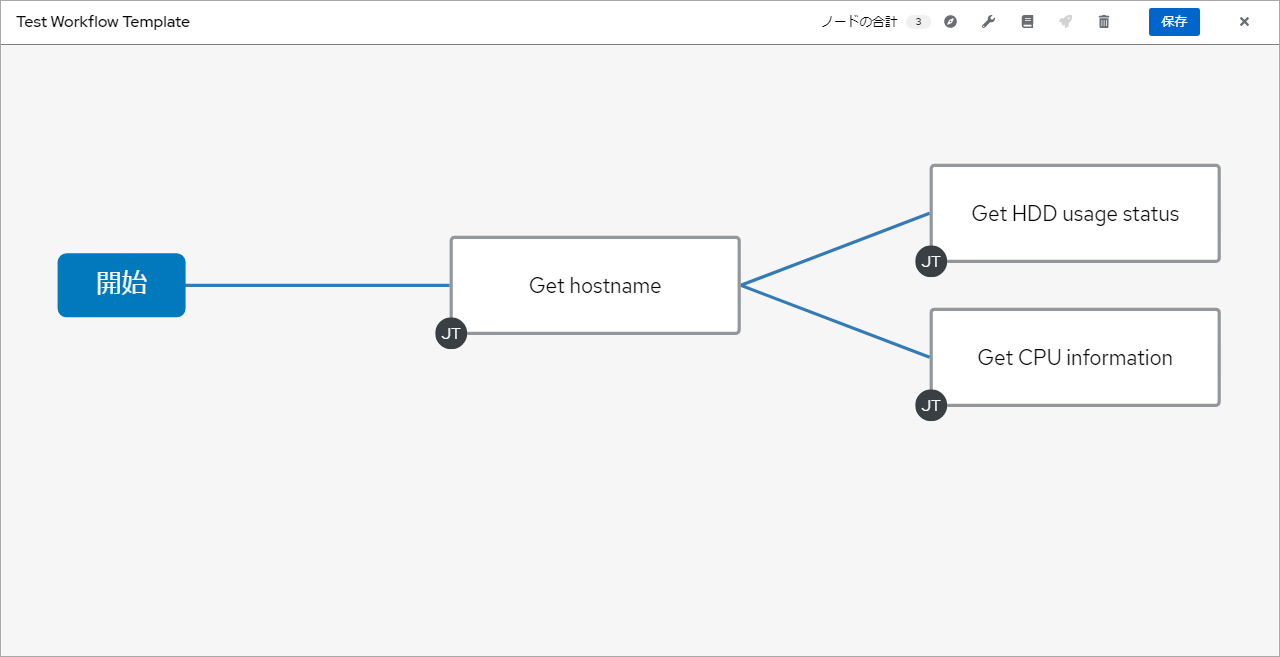 Test Workflow Template
ノードの合計 3
保存
開始
Get hostname
JT
Get HDD usage status
JT
Get CPU information
JT